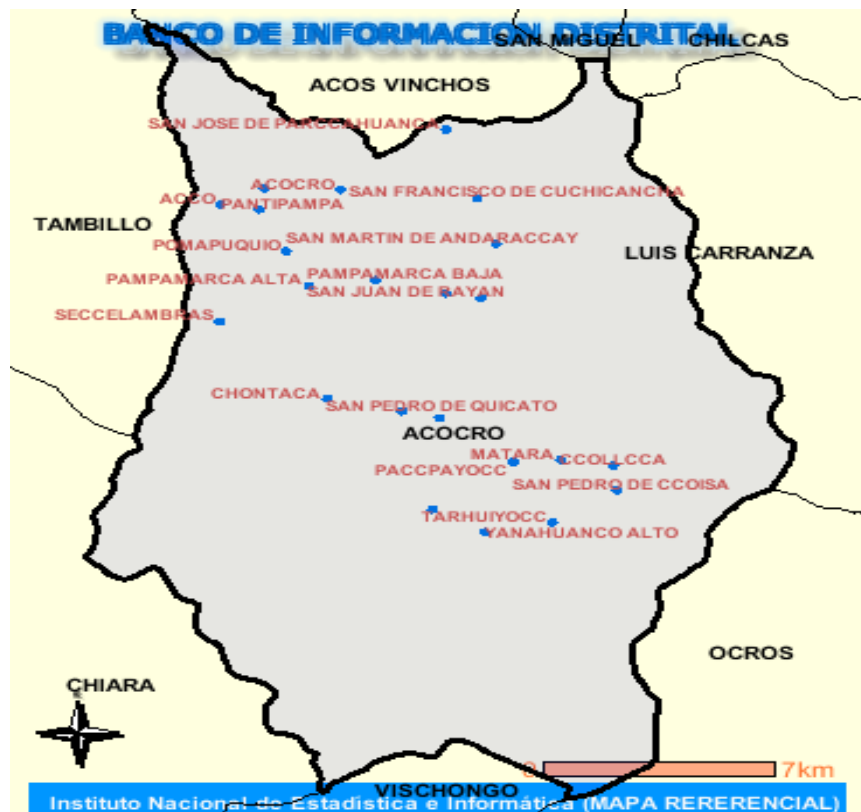 BANCO DE INFORMACION DISTRITAL
SAN MIGUEL
CHILCAS
ACOS VINCHOS
SAN JOSE DE PARCCAHUANCA
ACOCRO
SAN FRANCISCO DE CUCHICANCHA
ACCO
PANTIPAMPA
TAMBILLO
POMAPUQUIO
SAN MARTIN DE ANDARACCAY
LUIS CARRANZA
PAMPAMARCA ALTA
PAMPAMARCA BAJA
SAN JUAN DE BAYAN
SECCELAMBRAS
CHONTACA
SAN PEDRO DE QUICATO
ACOCRO
MATARA
CCOLLCCA
PACCPAYOCC
SAN PEDRO DE CCOISA
TARHUIYOCC
YANAHUANCO ALTO
OCROS
CHIARA
0 7km
VISCHONGO
Instituto Nacional de Estadística e Informática (MAPA RERERENCIAL)